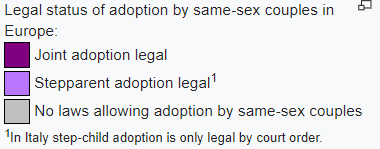 Legal status of adoption by same-sex couples in
Europe:
Joint adoption legal
Stepparent adoption legal¹
No laws allowing adoption by same-sex couples
¹In Italy step-child adoption is only legal by court order.